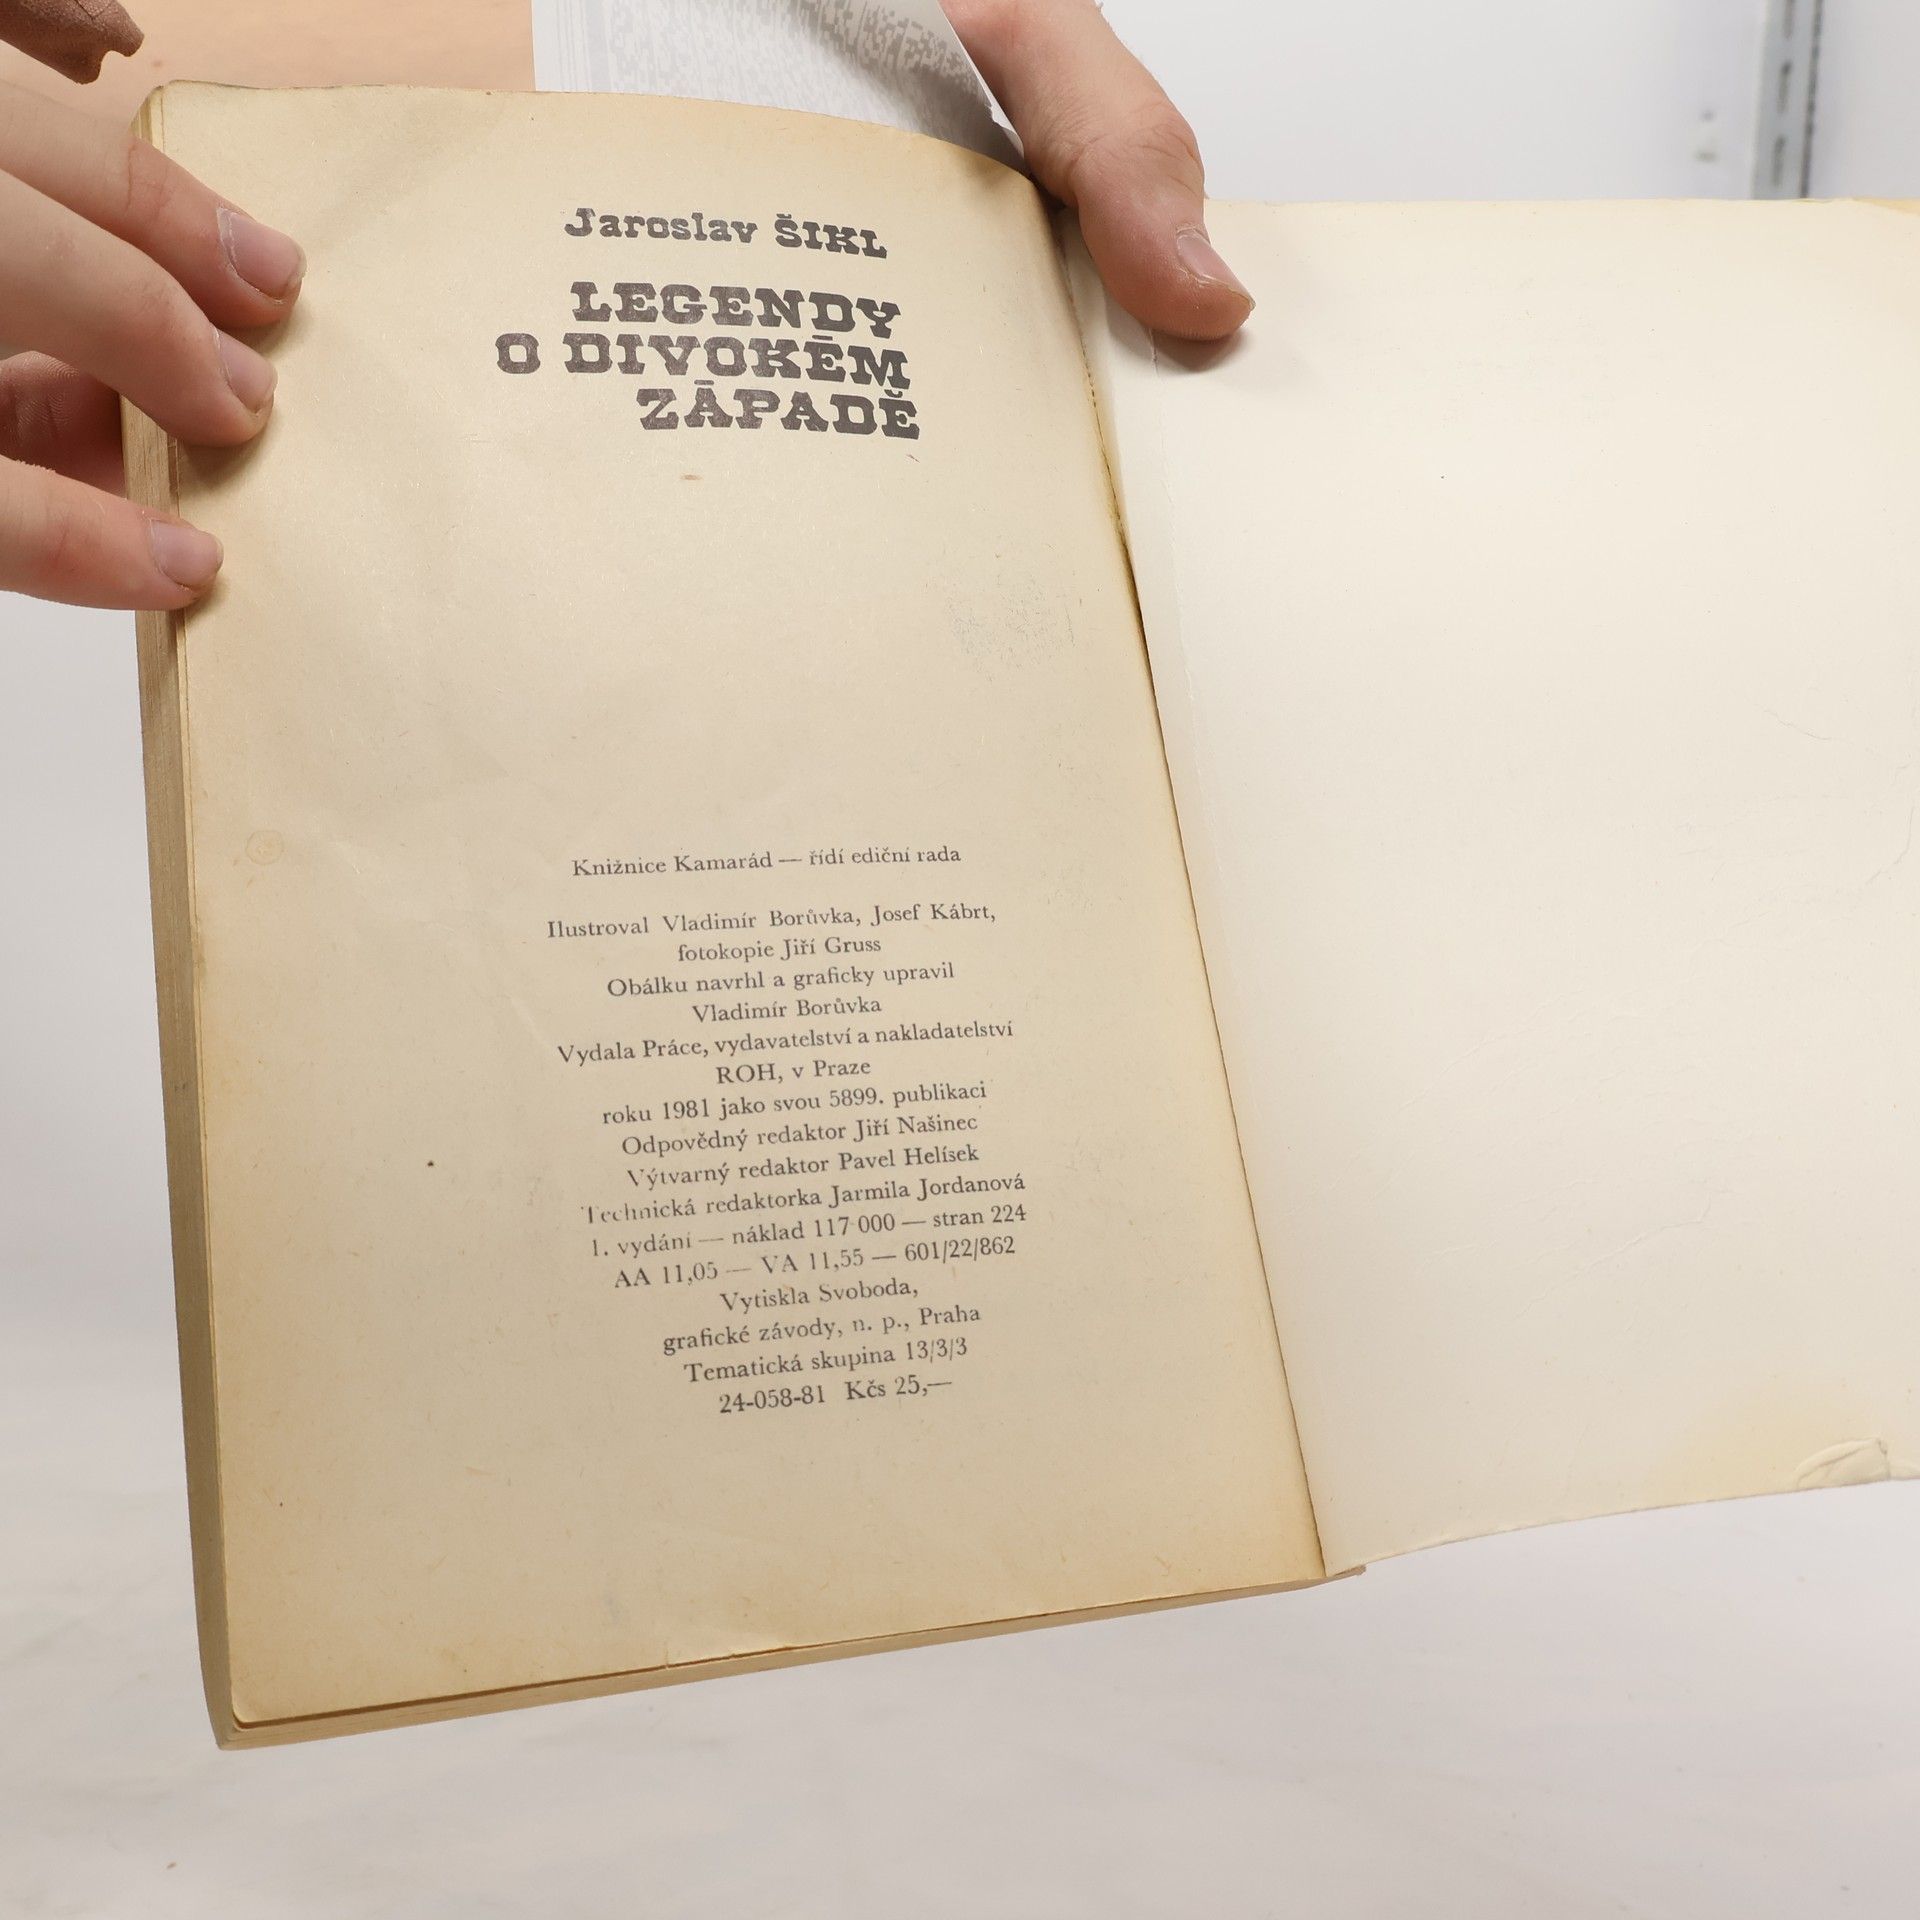 Jaroslav ŠIKL
LEGENDY
O DIVOKÉM
ZÁPADĚ
Knižnice Kamarád — řídí ediční rada
Ilustroval Vladimír Borůvka, Josef Kábrt,
fotokopie Jiří Gruss
Obálku navrhl a graficky upravil
Vladimír Borůvka
Vydala Práce, vydavatelství a nakladatelství
ROH, v Praze
roku 1981 jako svou 5899. publikaci
Odpovědný redaktor Jiří Našinec
Výtvarný redaktor Pavel Helísek
Technická redaktorka Jarmila Jordanová
1. vydání — náklad 117 000 — stran 224
AA 11,05 — VA 11,55 — 601/22/862
Vytiskla Svoboda,
grafické závody, n. p., Praha
Tematická skupina 13/3/3
24-058-81 Kčs 25,—